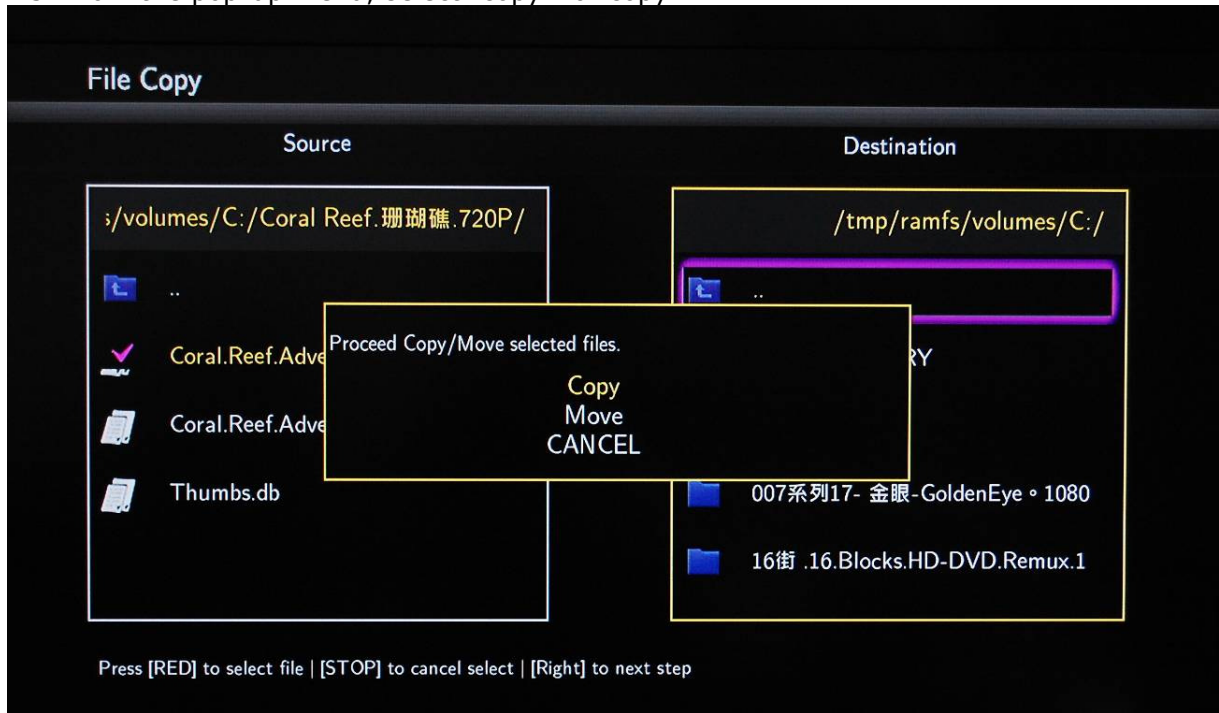 File Copy
Source
Destination
s/volumes/C:/Coral Reef.珊瑚礁.720P/
/tmp/ramfs/volumes/C:/
..
..
Coral.Reef.Adve
RY
Proceed Copy/Move selected files.
Copy
Move
CANCEL
Coral.Reef.Adve
Thumbs.db
007系列17- 金眼-GoldenEye。1080
16街 .16.Blocks.HD-DVD.Remux.1
Press [RED] to select file | [STOP] to cancel select | [Right] to next step